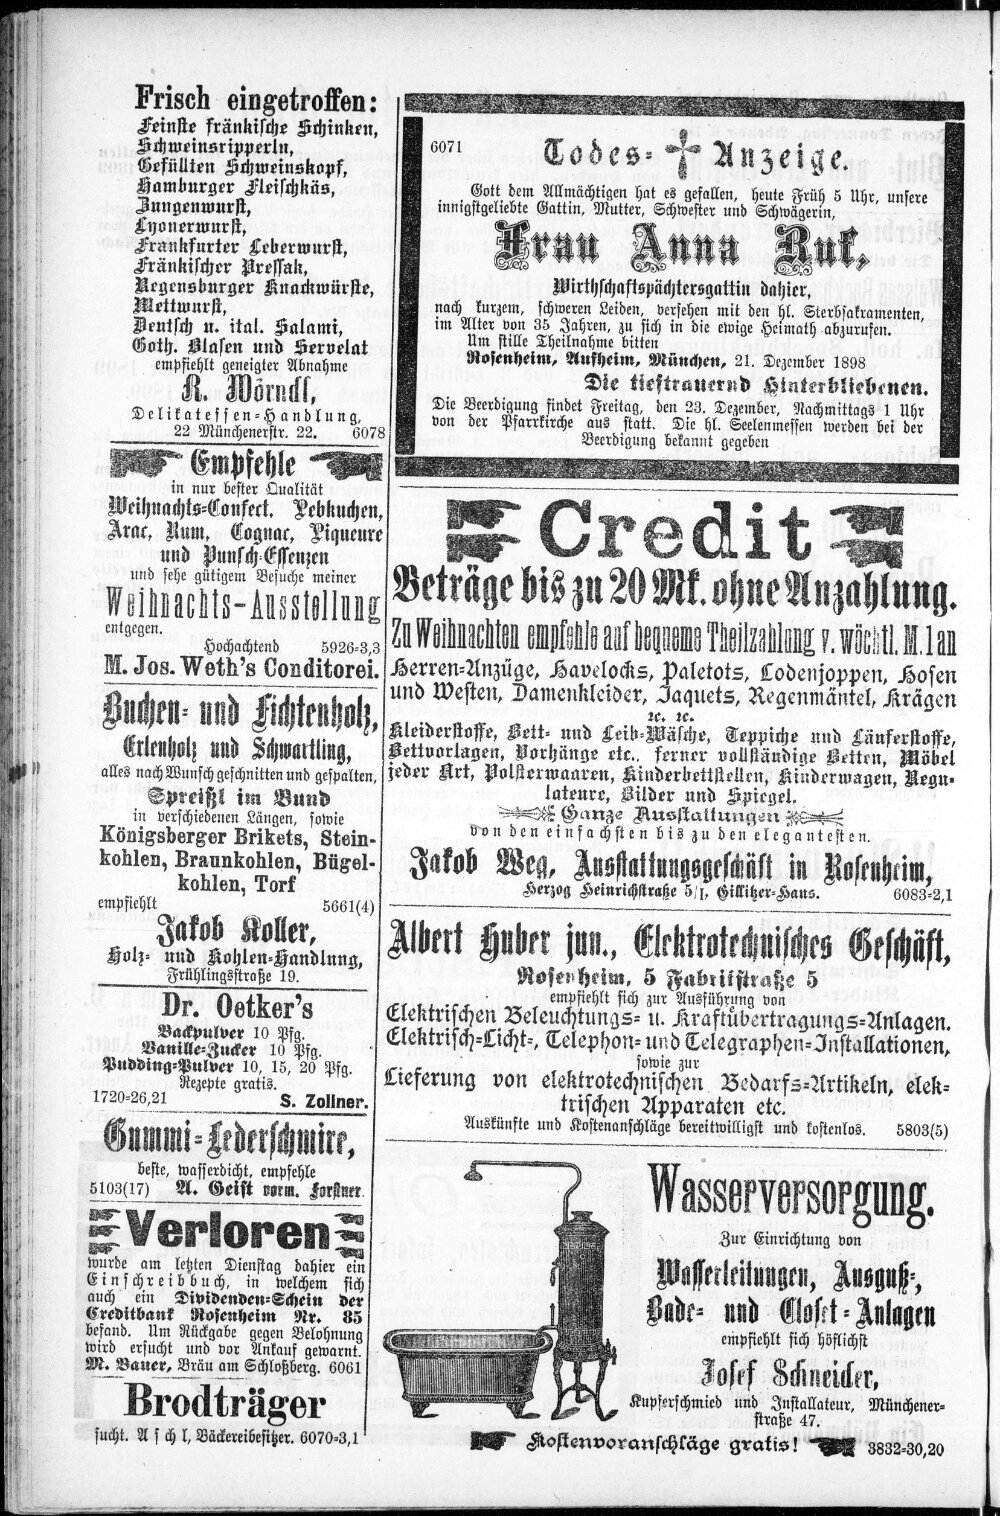 Frisch eingetroffen:
Feinste fränkische Schinken,
Schweinsripperln,
Gefüllten Schweinskopf,
Hamburger Fleischkäs,
Zungenwurst,
Lyonerwurst,
Frankfurter Leberwurst,
Fränkischer Pressak,
Regensburger Knackwürste,
Mettwurst,
Deutsch u. ital. Salami,
Goth. Blasen und Servelat
empfiehlt geneigter Abnahme
R. Wörndl,
Delikatessen-Handlung,
22 Münchenerstr. 22. 6078
Empfehle
in nur bester Qualität
Weihnachts-Confect, Lebkuchen,
Arac, Rum, Cognac, Liqueure
und Punsch-Essenzen
und sehe gütigem Besuche meiner
Weihnachts-Ausstellung
entgegen.
Hochachtend 5926-3,3
M. Jos. Weth's Conditorei.
Buchen- und Fichtenholz,
Erlenholz und Schwartling,
alles nach Wunsch geschnitten und gespalten,
Spreißl im Bund
in verschiedenen Längen, sowie
Königsberger Brikets, Stein-
kohlen, Braunkohlen, Bügel-
kohlen, Torf
empfiehlt 5661(4)
Jakob Koller,
Holz- und Kohlen-Handlung,
Frühlingsstraße 19.
Dr. Oetker's
Backpulver 10 Pfg.
Vanille-Zucker 10 Pfg.
Pudding-Pulver 10, 15, 20 Pfg.
Rezepte gratis.
1720-26,21 S. Zollner.
Gummi-Lederschmire,
beste, wasserdicht, empfehle
5103(17) A. Geist vorm. Forstner.
Verloren
wurde am letzten Dienstag dahier ein
Einschreibbuch, in welchem sich
auch ein Dividenden-Schein der
Creditbank Rosenheim Nr. 85
befand. Um Rückgabe gegen Belohnung
wird ersucht und vor Ankauf gewarnt.
M. Bauer, Bräu am Schloßberg. 6061
Brodträger
sucht. Aschl, Bäckereibesitzer. 6070-3,1
6071 Todes-Anzeige.
Gott dem Allmächtigen hat es gefallen, heute Früh 5 Uhr, unsere
innigstgeliebte Gattin, Mutter, Schwester und Schwägerin,
Frau Anna Ruf,
Wirthschaftspächtersgattin dahier,
nach kurzem, schweren Leiden, versehen mit den hl. Sterbsakramenten,
im Alter von 35 Jahren, zu sich in die ewige Heimath abzurufen.
Um stille Theilnahme bitten
Rosenheim, Aufheim, München, 21. Dezember 1898
Die tieftrauernd Hinterbliebenen.
Die Beerdigung findet Freitag, den 23. Dezember, Nachmittags 1 Uhr
von der Pfarrkirche aus statt. Die hl. Seelenmessen werden bei der
Beerdigung bekannt gegeben
Credit
Beträge bis zu 20 Mk. ohne Anzahlung.
Zu Weihnachten empfehle auf bequeme Theilzahlung v. wöchtl. M. 1 an
Herren-Anzüge, Havelocks, Paletots, Lodenjoppen, Hosen
und Westen, Damenkleider, Jaquets, Regenmäntel, Krägen
ꝛc. ꝛc.
Kleiderstoffe, Bett- und Leib-Wäsche, Teppiche und Läuferstoffe,
Bettvorlagen, Vorhänge etc., ferner vollständige Betten, Möbel
jeder Art, Polsterwaaren, Kinderbettstellen, Kinderwagen, Regu-
lateure, Bilder und Spiegel.
Ganze Ausstattungen
von den einfachsten bis zu den elegantesten.
Jakob Weg, Ausstattungsgeschäft in Rosenheim,
Herzog Heinrichstraße 5/I, Gillitzer-Haus. 6083-2,1
Albert Huber jun., Elektrotechnisches Geschäft,
Rosenheim, 5 Fabrikstraße 5
empfiehlt sich zur Ausführung von
Elektrischen Beleuchtungs- u. Kraftübertragungs-Anlagen.
Elektrisch-Licht-, Telephon- und Telegraphen-Installationen,
sowie zur
Lieferung von elektrotechnischen Bedarfs-Artikeln, elek-
trischen Apparaten etc.
Auskünfte und Kostenanschläge bereitwilligst und kostenlos. 5803(5)
Wasserversorgung.
Zur Einrichtung von
Wasserleitungen, Ausguß-,
Bade- und Closet-Anlagen
empfiehlt sich höflichst
Josef Schneider,
Kupferschmied und Installateur, Münchener-
straße 47.
Kostenvoranschläge gratis! 3832-30,20